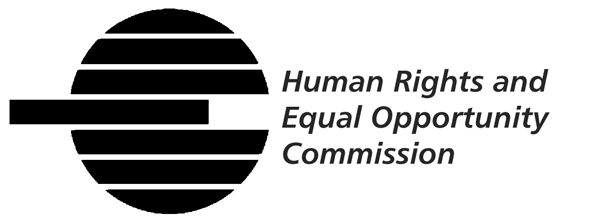 Human Rights and
Equal Opportunity
Commission